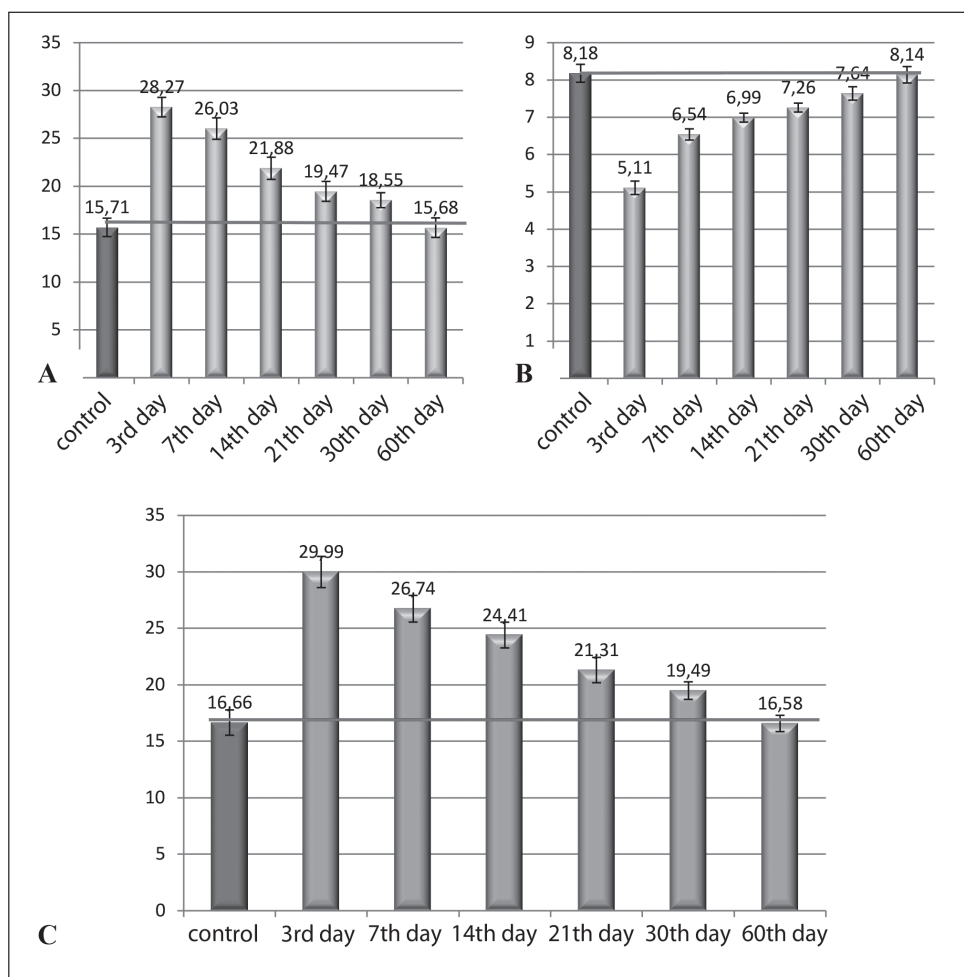 35
30
25
20
15
10
5
15,71
28,27
26,03
21,88
19,47
18,55
15,68
A
control
3rd day
7th day
14th day
21th day
30th day
60th day
9
8
7
6
5
4
3
2
1
8,18
5,11
6,54
6,99
7,26
7,64
8,14
B
control
3rd day
7th day
14th day
21th day
30th day
60th day
35
30
25
20
15
10
5
0
16,66
29,99
26,74
24,41
21,31
19,49
16,58
C
control 3rd day 7th day 14th day 21th day 30th day 60th day